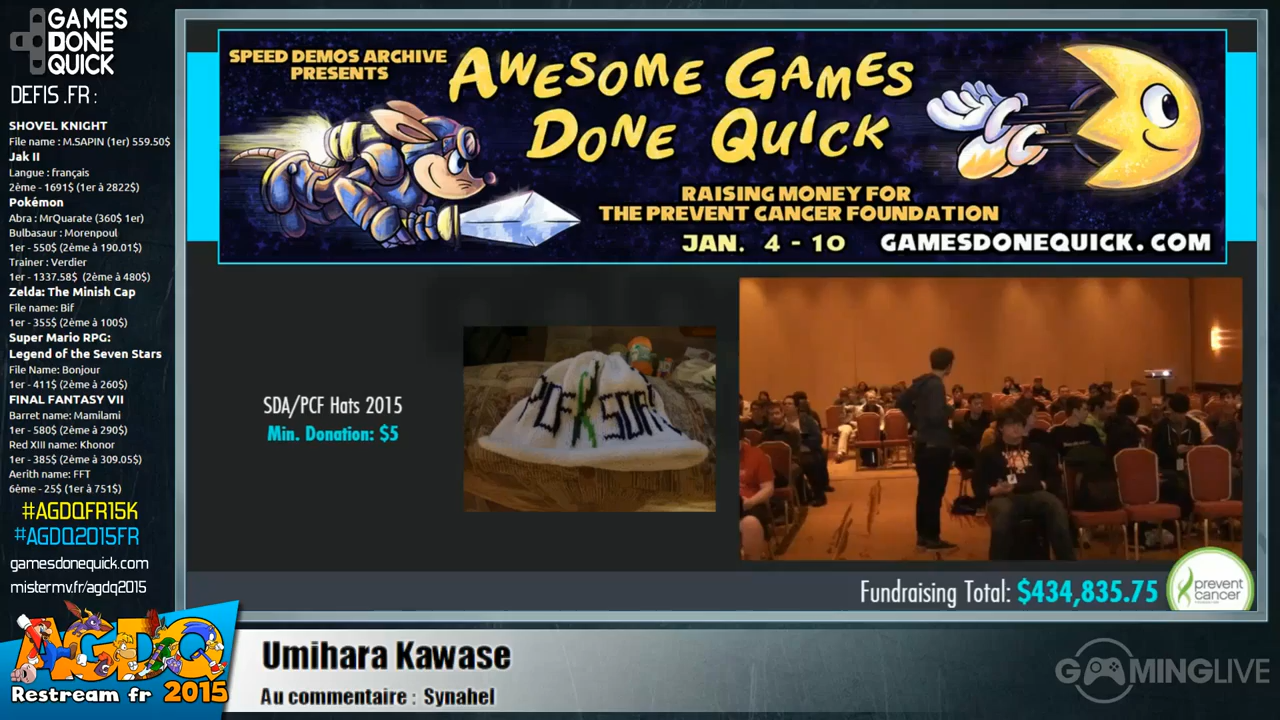 GAMES
DONE
QUICK
DEFIS .FR :
SHOVEL KNIGHT
File name : M.SAPIN (1er) 559.50$
Jak II
Langue : français
2ème - 1691$ (1er à 2822$)
Pokémon
Abra : MrQuarate (360$ 1er)
Bulbasaur : Morenpoul
1er - 550$ (2ème à 190.01$)
Trainer : Verdier
1er - 1337.58$ (2ème à 480$)
Zelda: The Minish Cap
File name: Bif
1er - 355$ (2ème à 100$)
Super Mario RPG:
Legend of the Seven Stars
File Name: Bonjour
1er - 411$ (2ème à 260$)
FINAL FANTASY VII
Barret name: Mamilami
1er - 580$ (2ème à 290$)
Red XIII name: Khonor
1er - 385$ (2ème à 309.05$)
Aerith name: FFT
6ème - 25$ (1er à 751$)
#AGDQFR15K
#AGDQ2015FR
gamesdonequick.com
mistermv.fr/agdq2015
AGDQ
Restream fr 2015
SPEED DEMOS ARCHIVE
PRESENTS
AWESOME GAMES
DONE QUICK
RAISING MONEY FOR
THE PREVENT CANCER FOUNDATION
JAN. 4 - 10 GAMESDONEQUICK.COM
SDA/PCF Hats 2015
Min. Donation: $5
Fundraising Total: $434,835.75
prevent
cancer
Umihara Kawase
Au commentaire : Synahel
GAMINGLIVE